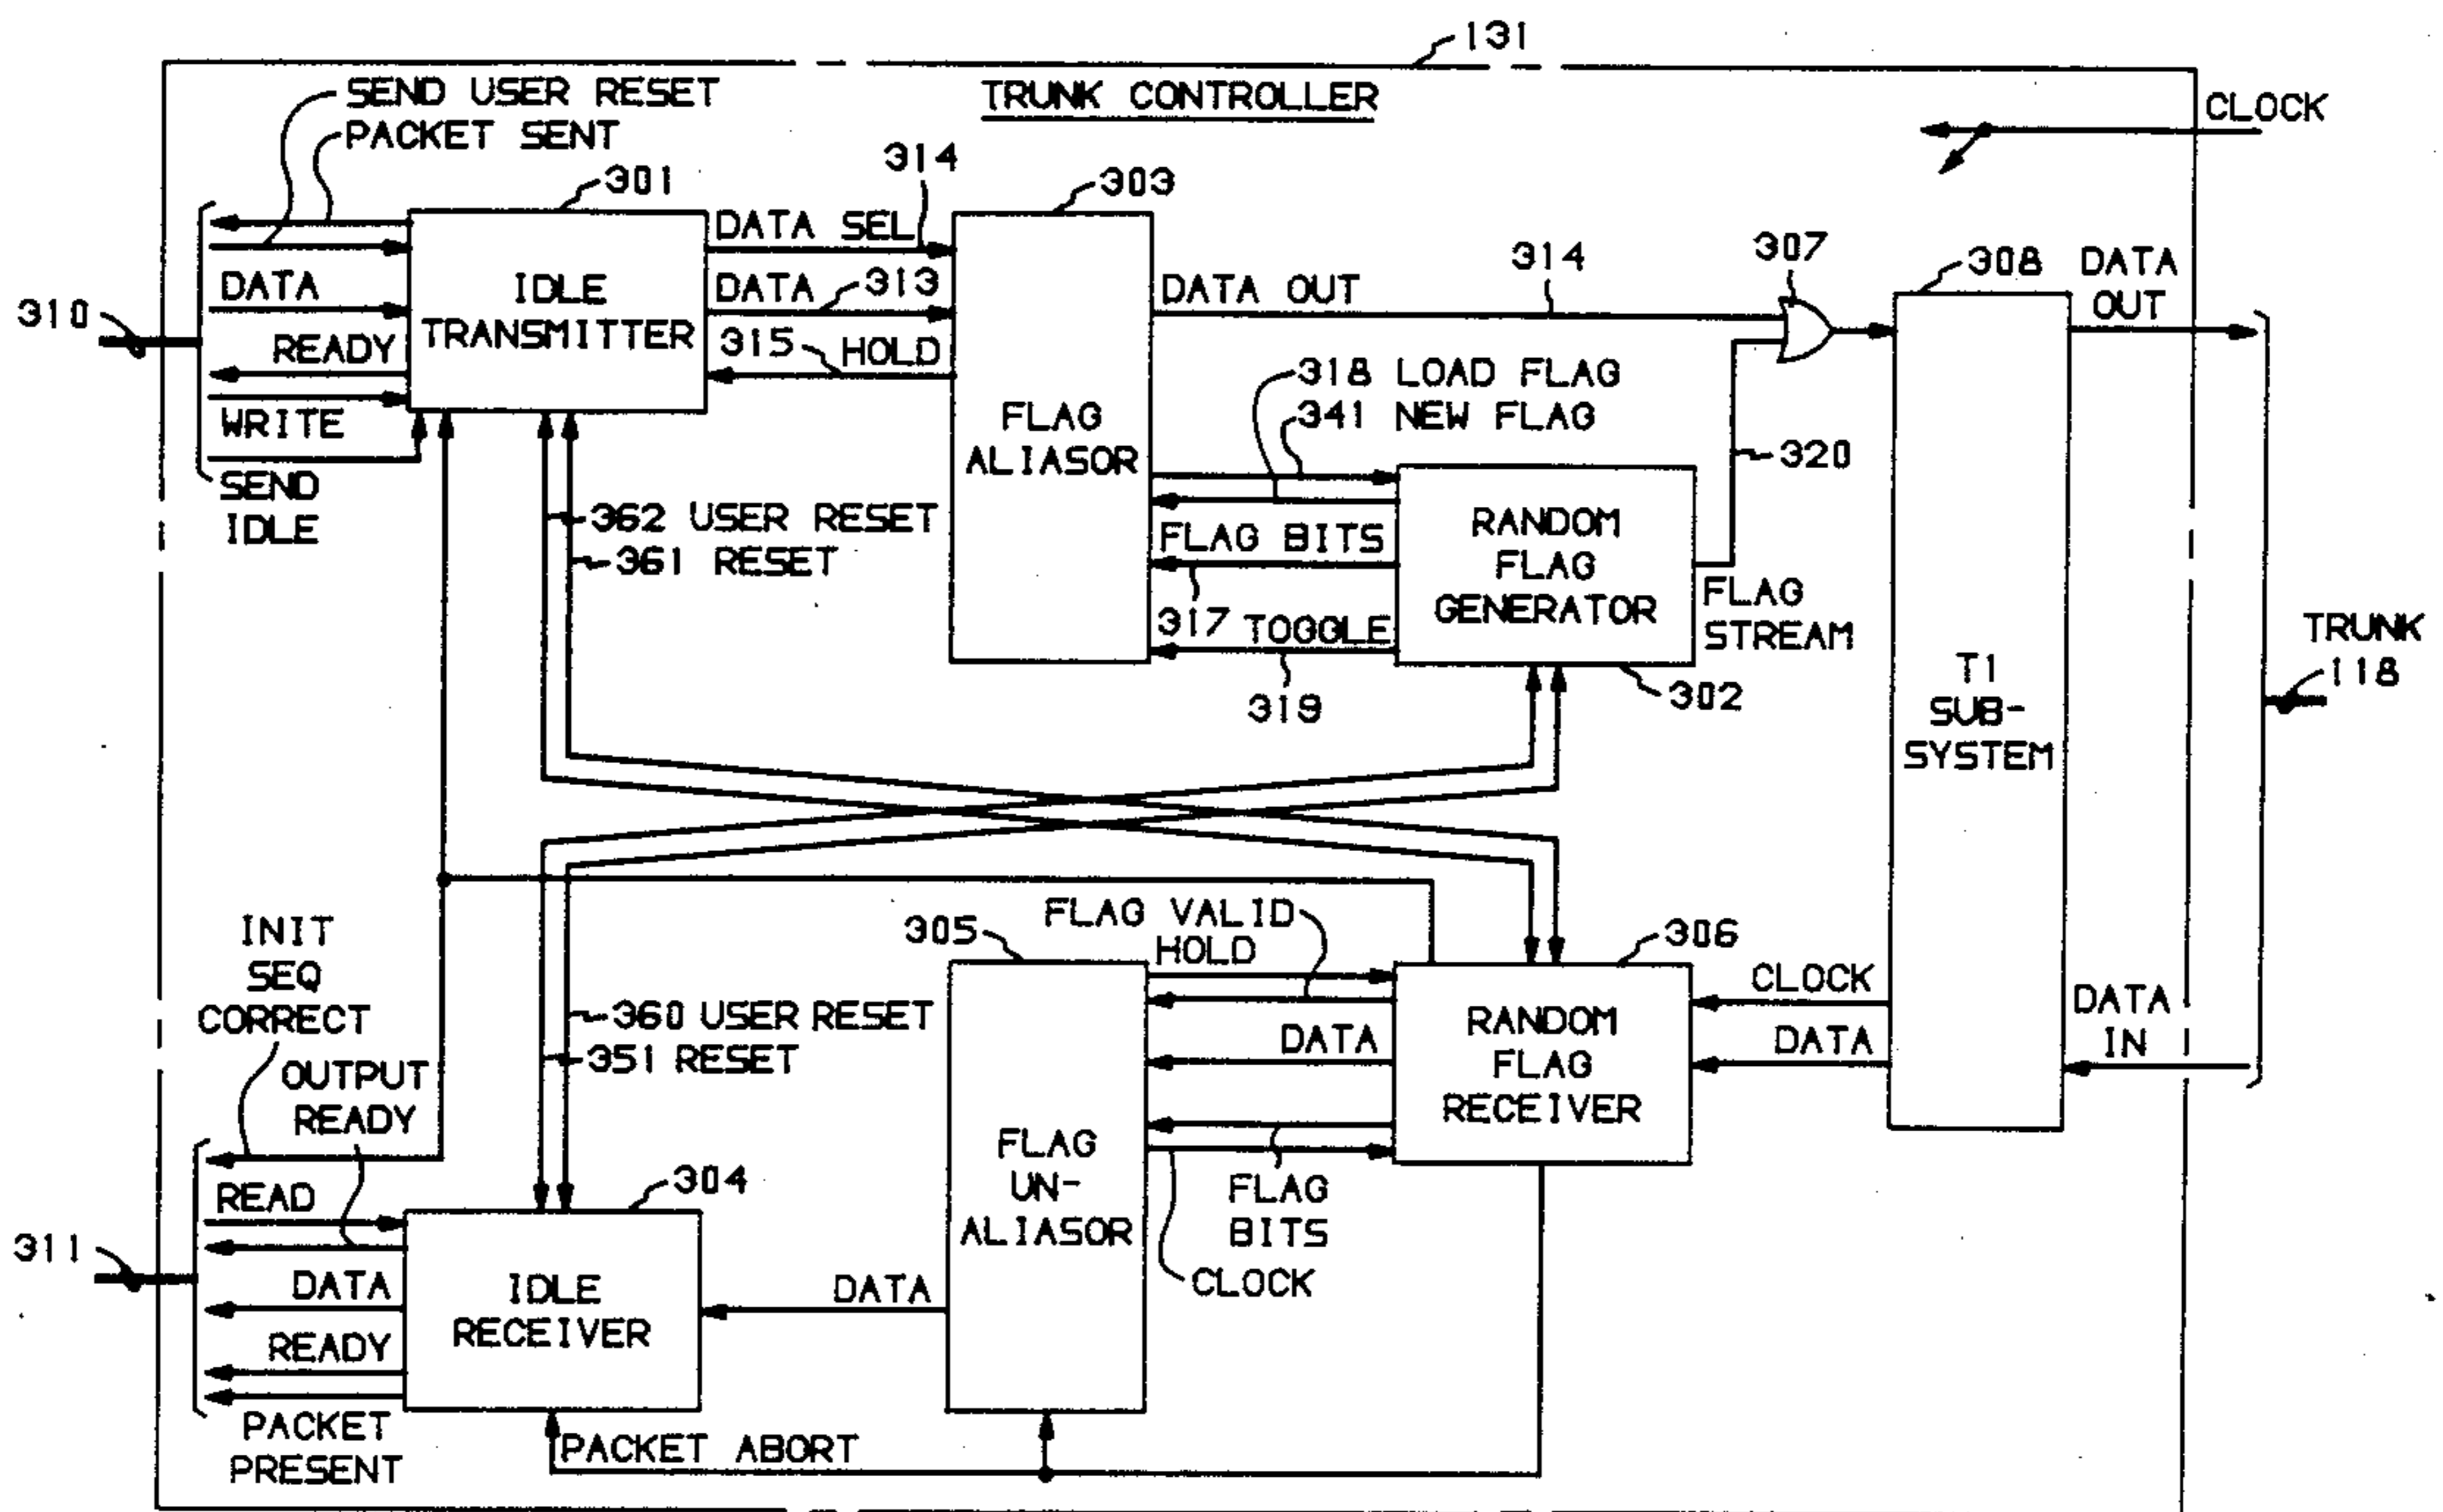 131
TRUNK CONTROLLER
CLOCK
SEND USER RESET
PACKET SENT
301
314
303
DATA SEL
DATA
313
315
HOLD
310
DATA
READY
WRITE
SEND
IDLE
IDLE
TRANSMITTER
FLAG
ALIASOR
DATA OUT
314
307
308
DATA
OUT
318 LOAD FLAG
341 NEW FLAG
320
362 USER RESET
361 RESET
FLAG BITS
317
TOGGLE
319
RANDOM
FLAG
GENERATOR
302
FLAG
STREAM
T1
SUB-
SYSTEM
TRUNK
118
INIT
SEQ
CORRECT
OUTPUT
READY
360 USER RESET
351 RESET
305
FLAG VALID
HOLD
306
DATA
FLAG
BITS
CLOCK
RANDOM
FLAG
RECEIVER
CLOCK
DATA
DATA
IN
FLAG
UN-
ALIASOR
304
READ
311
DATA
READY
PACKET
PRESENT
IDLE
RECEIVER
DATA
PACKET ABORT